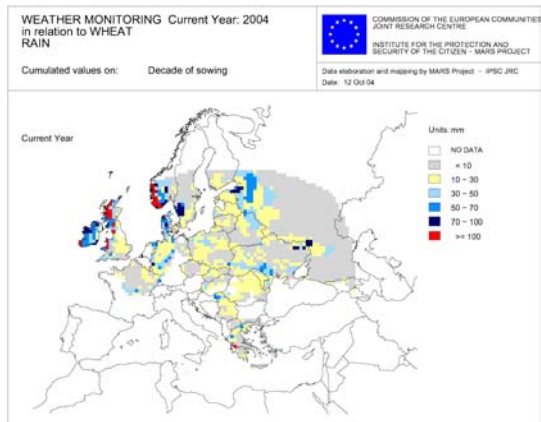 WEATHER MONITORING Current Year: 2004
in relation to WHEAT
RAIN
Cumulated values on: Decade of sowing
COMMISSION OF THE EUROPEAN COMMUNITIES
JOINT RESEARCH CENTRE
INSTITUTE FOR THE PROTECTION AND
SECURITY OF THE CITIZEN - MARS PROJECT
Data elaboration and mapping by MARS Project - IPSC JRC
Date: 12 Oct 04
Current Year
Units: mm
NO DATA
< 10
10 - 30
30 - 50
50 - 70
70 - 100
>= 100